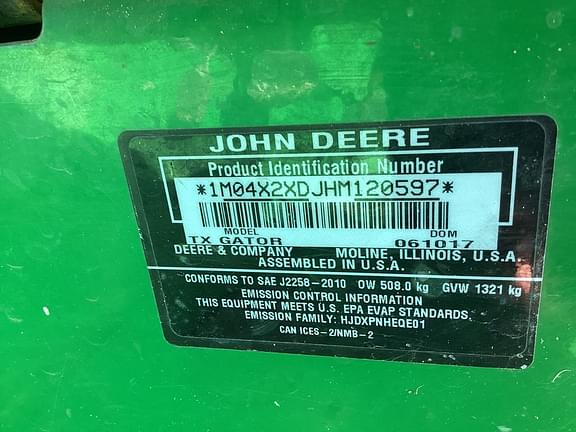 JOHN DEERE
Product Identification Number
*1M04X2XDJHM120597*
MODEL DOM
TX GATOR 061017
DEERE & COMPANY MOLINE, ILLINOIS, U.S.A.
ASSEMBLED IN U.S.A.
CONFORMS TO SAE J2258-2010 OW 508.0 kg GVW 1321 kg
EMISSION CONTROL INFORMATION
THIS EQUIPMENT MEETS U.S. EPA EVAP STANDARDS.
EMISSION FAMILY: HJDXPNHEQE01
CAN ICES-2/NMB-2